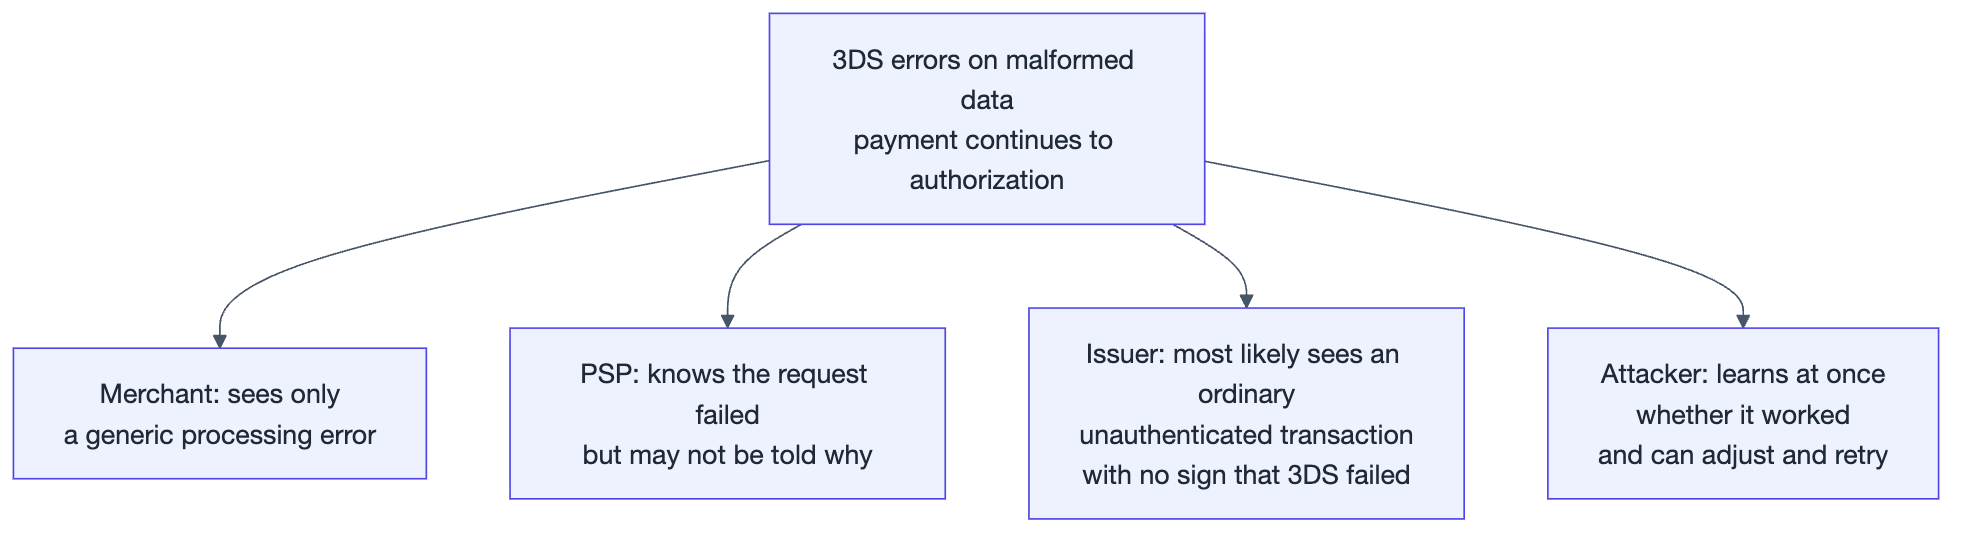 3DS errors on malformed
data
payment continues to
authorization
Merchant: sees only
a generic processing error
PSP: knows the request
failed
but may not be told why
Issuer: most likely sees an
ordinary
unauthenticated transaction
with no sign that 3DS failed
Attacker: learns at once
whether it worked
and can adjust and retry